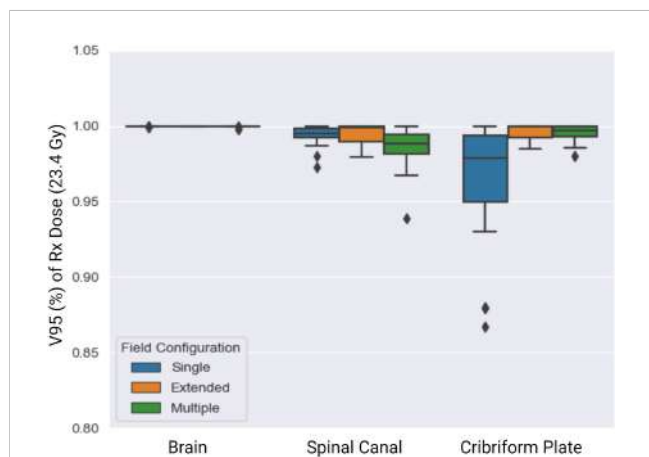 V95 (%) of Rx Dose (23.4 Gy)
1.05
1.00
0.95
0.90
0.85
0.80
Field Configuration
Single
Extended
Multiple
Brain Spinal Canal Cribriform Plate